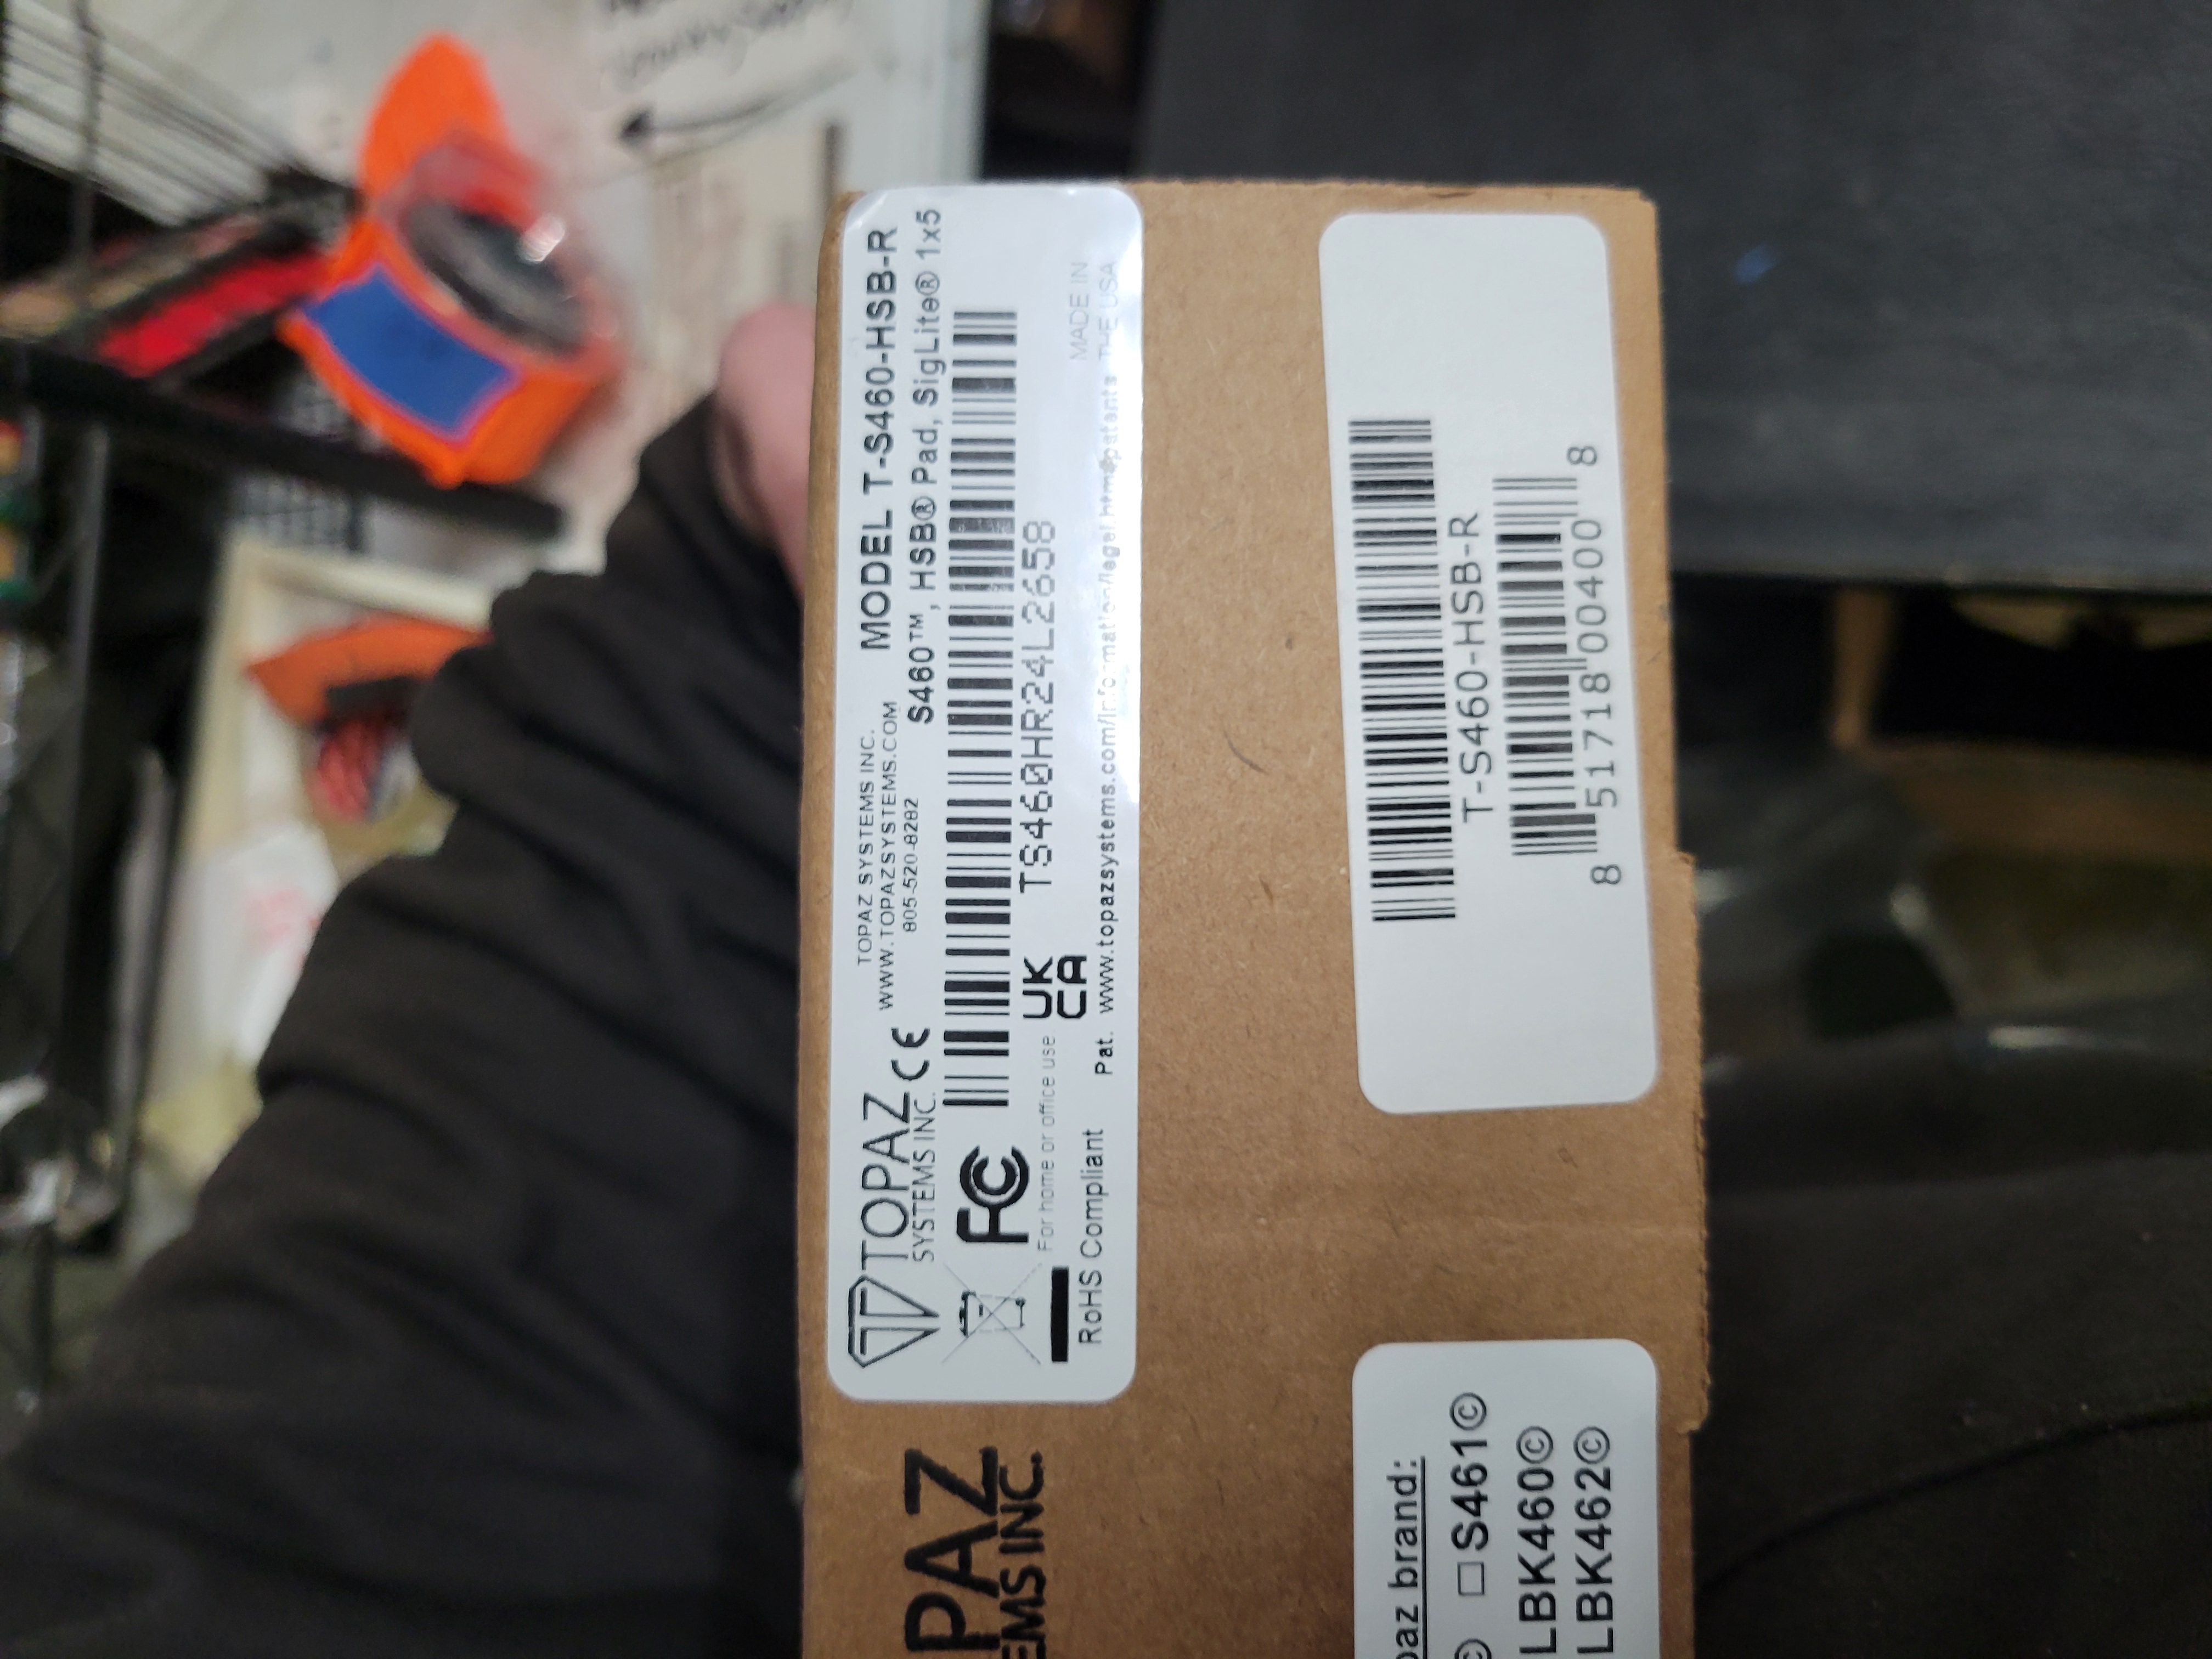 TOPAZ
SYSTEMS INC.
CE
TOPAZ SYSTEMS INC.
WWW.TOPAZSYSTEMS.COM
805-520-8282
MODEL T-S460-HSB-R
S460™, HSB® Pad, SigLite® 1x5
FC
For home or office use
UK
CA
TS460HR24L2658
MADE IN
THE USA
RoHS Compliant
Pat. www.topazsystems.com/information/legal.htm#patents
T-S460-HSB-R
8 51718 00400 8
PAZ
EMS INC.
paz brand:
© □S461©
LBK460©
LBK462©